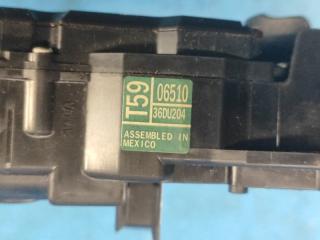 T59
06510
36DU204
ASSEMBLED IN
MEXICO